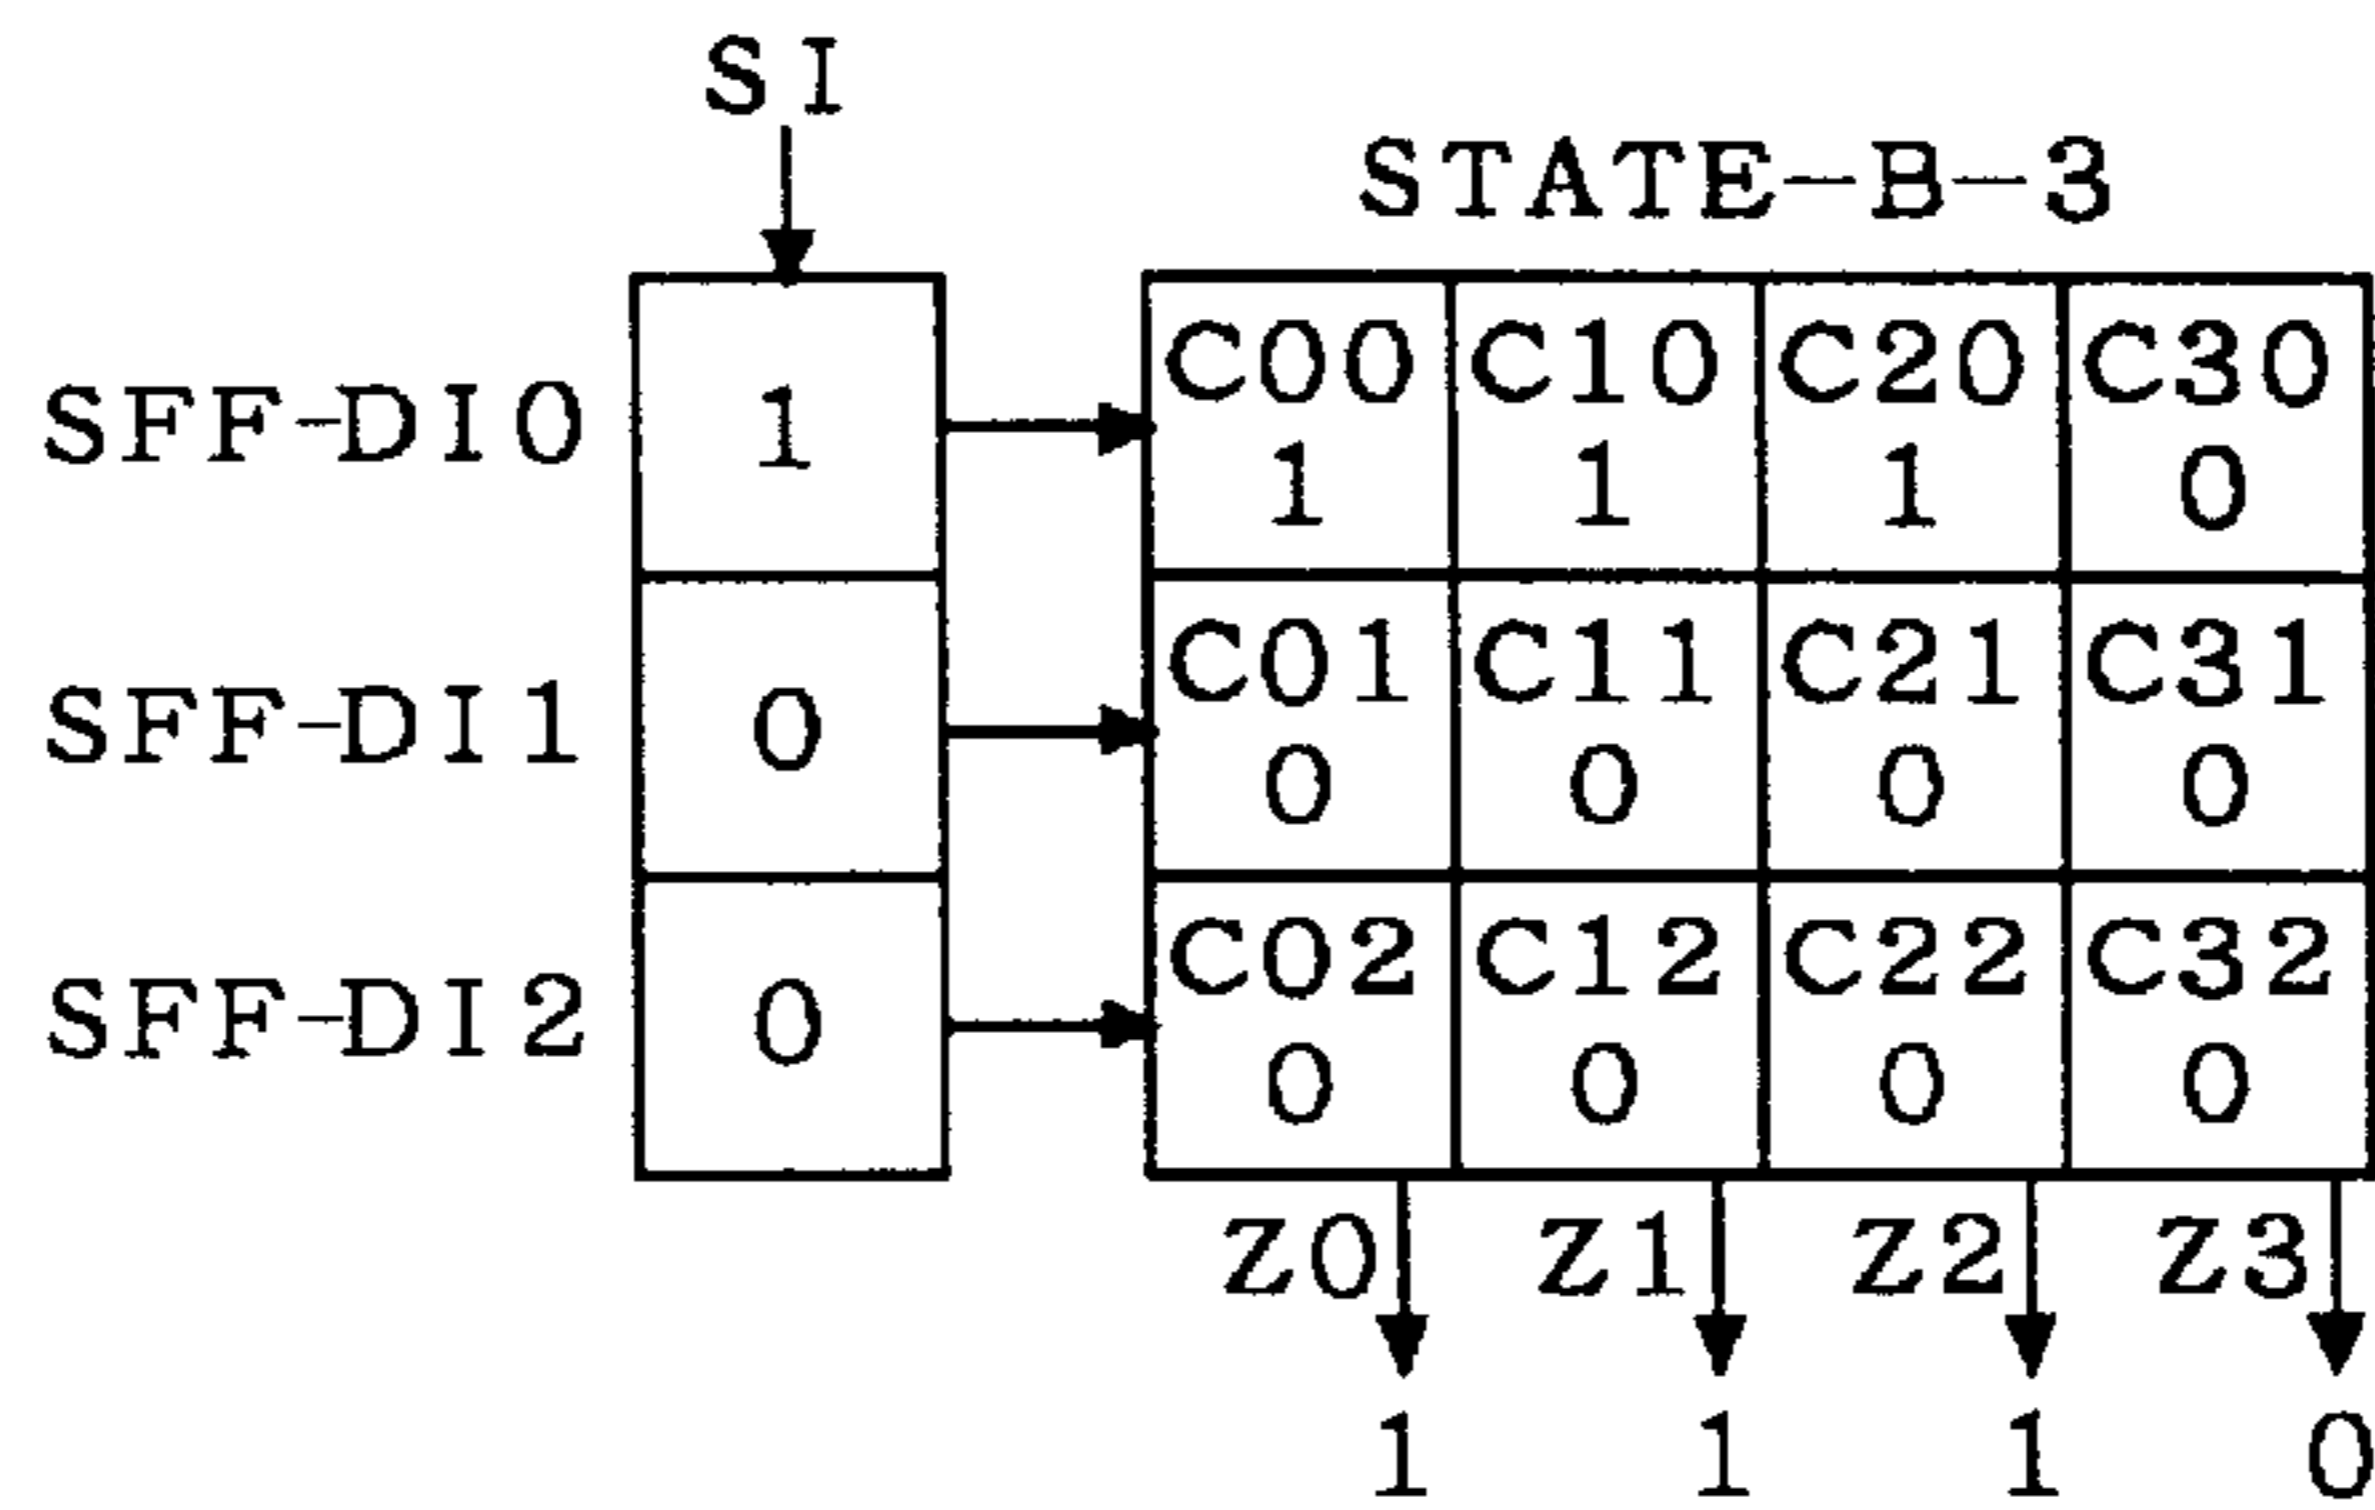 SI
STATE-B-3
C00 C10 C20 C30
SFF-DI0 1
1 1 1 0
C01 C11 C21 C31
SFF-DI1 0
0 0 0 0
C02 C12 C22 C32
SFF-DI2 0
0 0 0 0
Z0 Z1 Z2 Z3
1 1 1 0